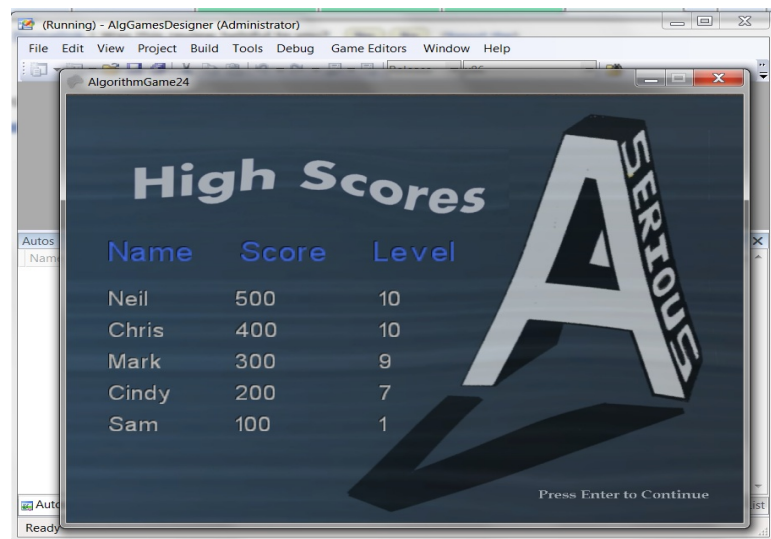 (Running) - AlgGamesDesigner (Administrator)
File Edit View Project Build Tools Debug Game Editors Window Help
AlgorithmGame24
High Scores
SERIOUS
A
Autos
Name Score Level
Neil 500 10
Chris 400 10
Mark 300 9
Cindy 200 7
Sam 100 1
Press Enter to Continue
Ready